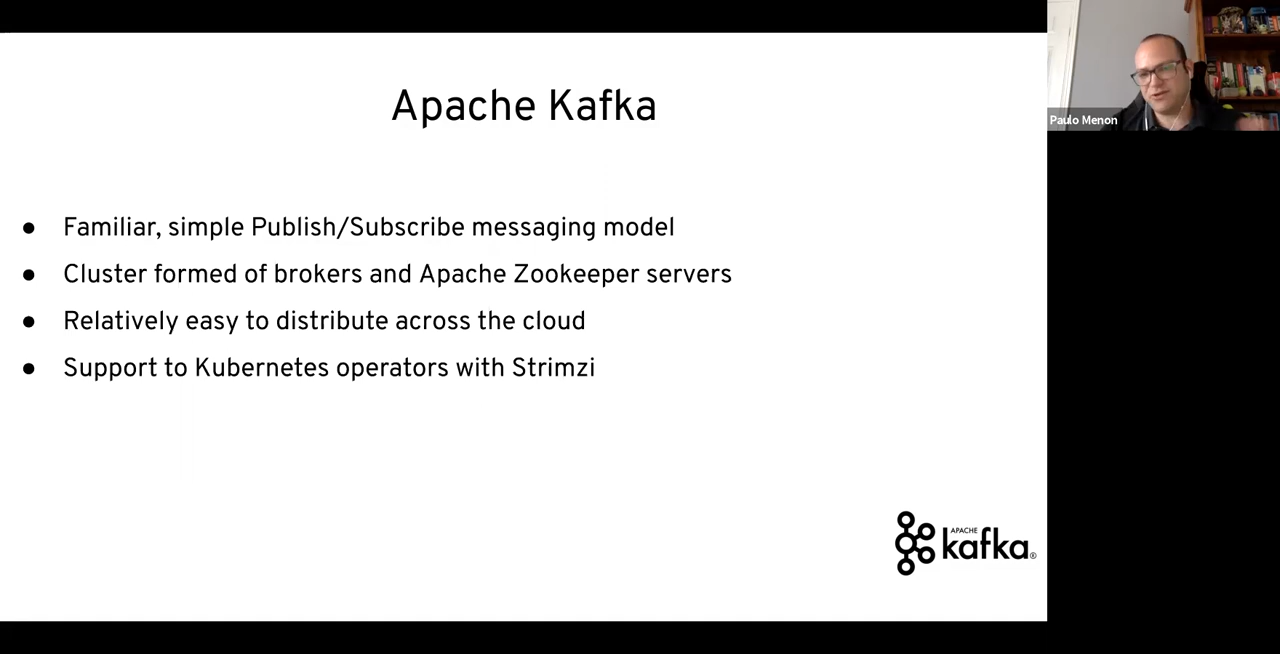 Apache Kafka
● Familiar, simple Publish/Subscribe messaging model
● Cluster formed of brokers and Apache Zookeeper servers
● Relatively easy to distribute across the cloud
● Support to Kubernetes operators with Strimzi
APACHE
kafka®
Paulo Menon